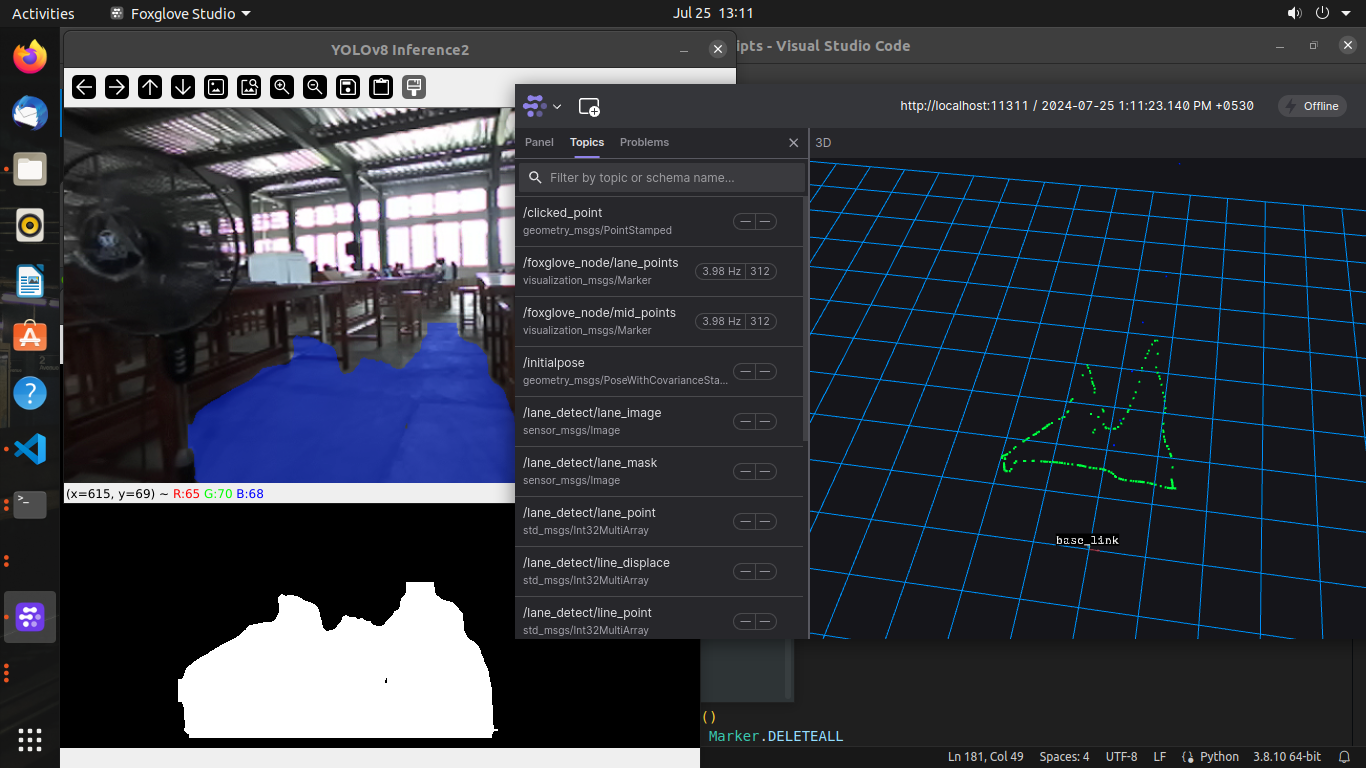 Activities
Foxglove Studio
Jul 25 13:11
YOLOv8 Inference2
ipts - Visual Studio Code
http://localhost:11311 / 2024-07-25 1:11:23.140 PM +0530
Offline
Panel
Topics
Problems
3D
Filter by topic or schema name...
/clicked_point
geometry_msgs/PointStamped
— —
/foxglove_node/lane_points
visualization_msgs/Marker
3.98 Hz 312
/foxglove_node/mid_points
visualization_msgs/Marker
3.98 Hz 312
/initialpose
geometry_msgs/PoseWithCovarianceSta...
— —
/lane_detect/lane_image
sensor_msgs/Image
— —
/lane_detect/lane_mask
sensor_msgs/Image
— —
/lane_detect/lane_point
std_msgs/Int32MultiArray
— —
/lane_detect/line_displace
std_msgs/Int32MultiArray
— —
/lane_detect/line_point
std_msgs/Int32MultiArray
— —
(x=615, y=69) ~ R:65 G:70 B:68
base_link
()
Marker.DELETEALL
Ln 181, Col 49
Spaces: 4
UTF-8
LF
Python
3.8.10 64-bit